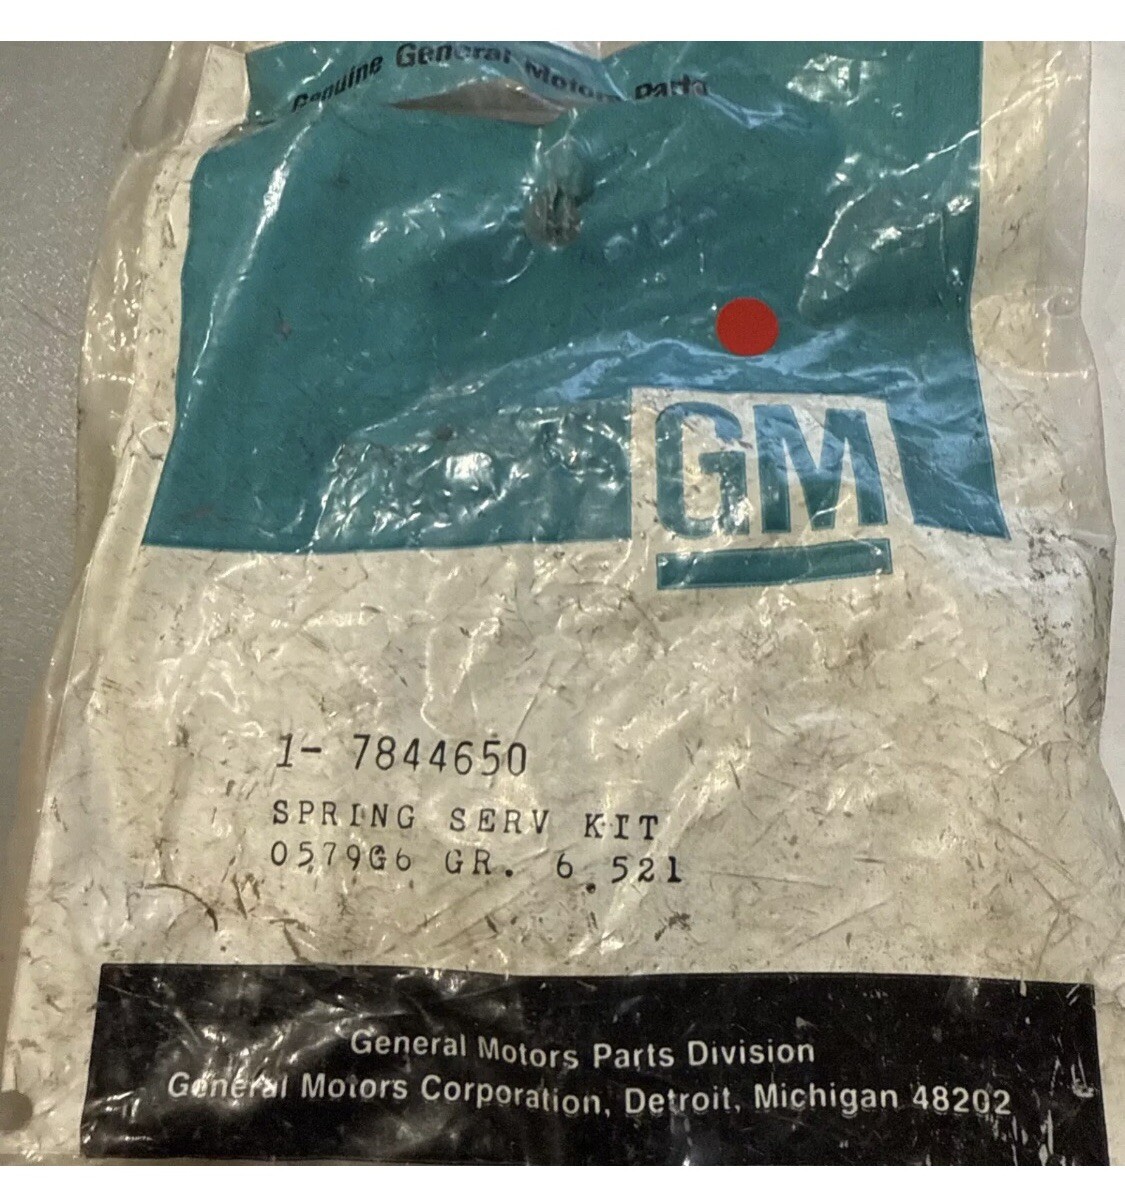 Genuine General Motors Parts
GM
1- 7844650
SPRING SERV KIT
0579G6 GR. 6.521
General Motors Parts Division
General Motors Corporation, Detroit, Michigan 48202